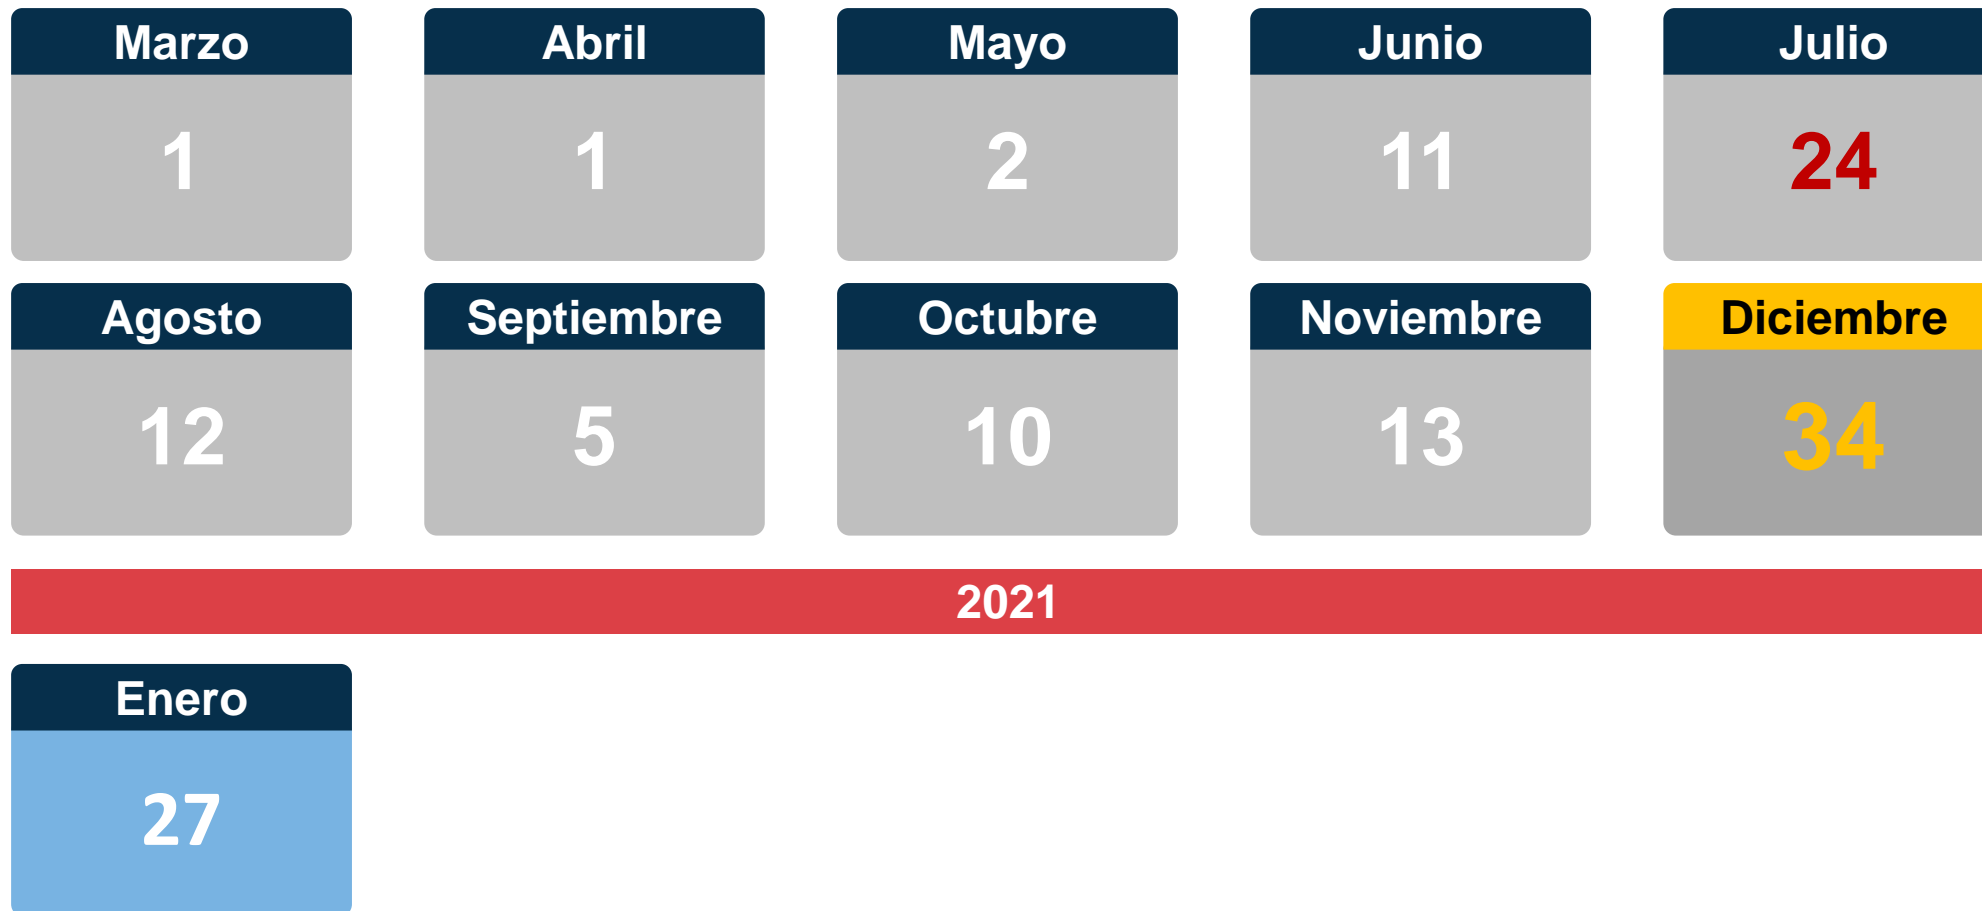 Marzo Abril Mayo Junio Julio
1 1 2 11 24
Agosto Septiembre Octubre Noviembre Diciembre
12 5 10 13 34
2021
Enero
27